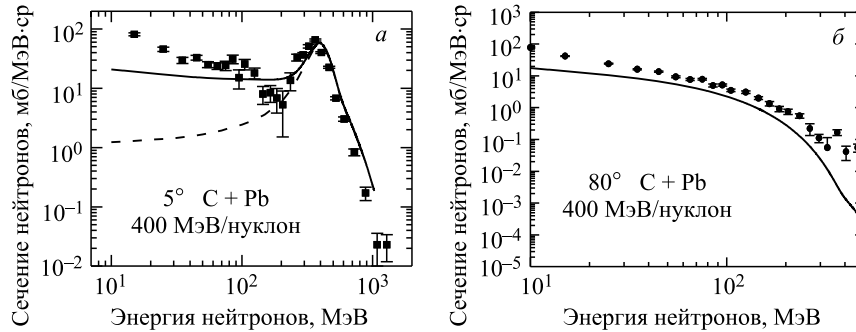 Сечение нейтронов, мб/МэВ·ср
10²
10¹
10⁰
10⁻¹
10⁻²
а
5° C + Pb
400 МэВ/нуклон
10¹ 10² 10³
Энергия нейтронов, МэВ
Сечение нейтронов, мб/МэВ·ср
10³
10²
10¹
10⁰
10⁻¹
10⁻²
10⁻³
10⁻⁴
10⁻⁵
б
80° C + Pb
400 МэВ/нуклон
10¹ 10²
Энергия нейтронов, МэВ